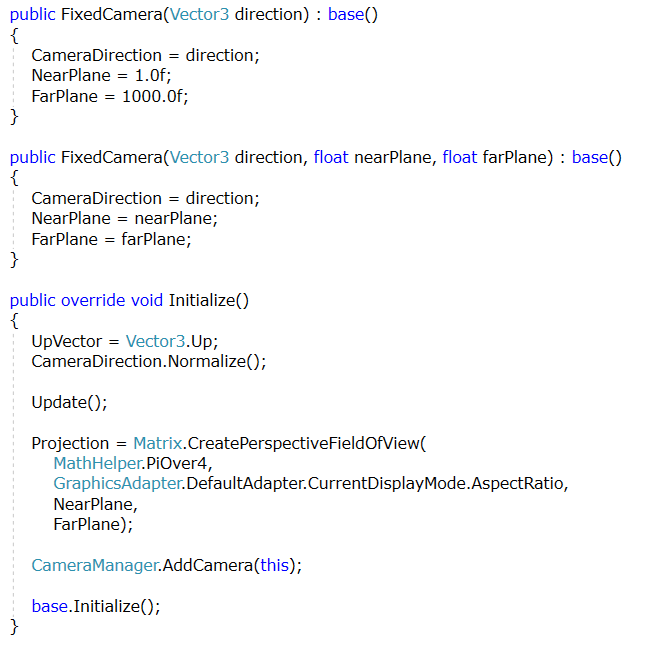 public FixedCamera(Vector3 direction) : base()
{
    CameraDirection = direction;
    NearPlane = 1.0f;
    FarPlane = 1000.0f;
}

public FixedCamera(Vector3 direction, float nearPlane, float farPlane) : base()
{
    CameraDirection = direction;
    NearPlane = nearPlane;
    FarPlane = farPlane;
}

public override void Initialize()
{
    UpVector = Vector3.Up;
    CameraDirection.Normalize();

    Update();

    Projection = Matrix.CreatePerspectiveFieldOfView(
        MathHelper.PiOver4,
        GraphicsAdapter.DefaultAdapter.CurrentDisplayMode.AspectRatio,
        NearPlane,
        FarPlane);

    CameraManager.AddCamera(this);

    base.Initialize();
}